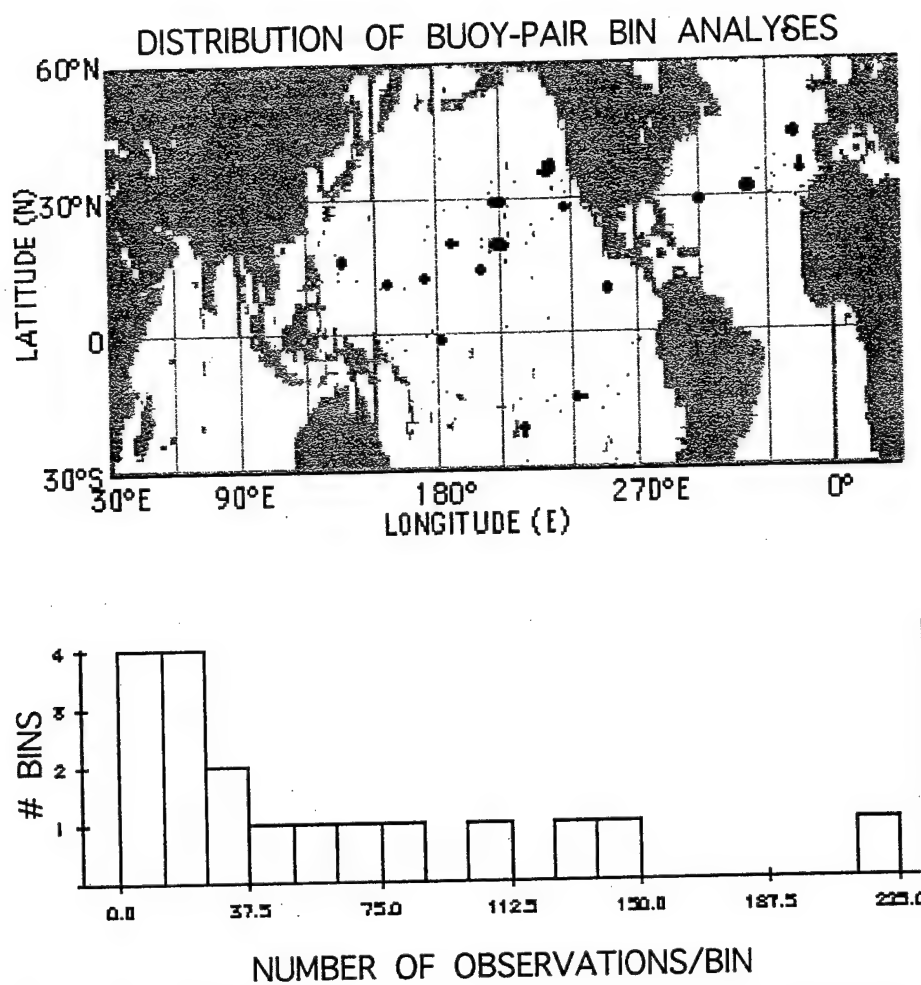 DISTRIBUTION OF BUOY-PAIR BIN ANALYSES
60°N
30°N
0
30°S
LATITUDE (N)
30°E 90°E 180° 270°E 0°
LONGITUDE (E)
4
3
2
1
# BINS
0.0 37.5 75.0 112.5 150.0 187.5 225.0
NUMBER OF OBSERVATIONS/BIN